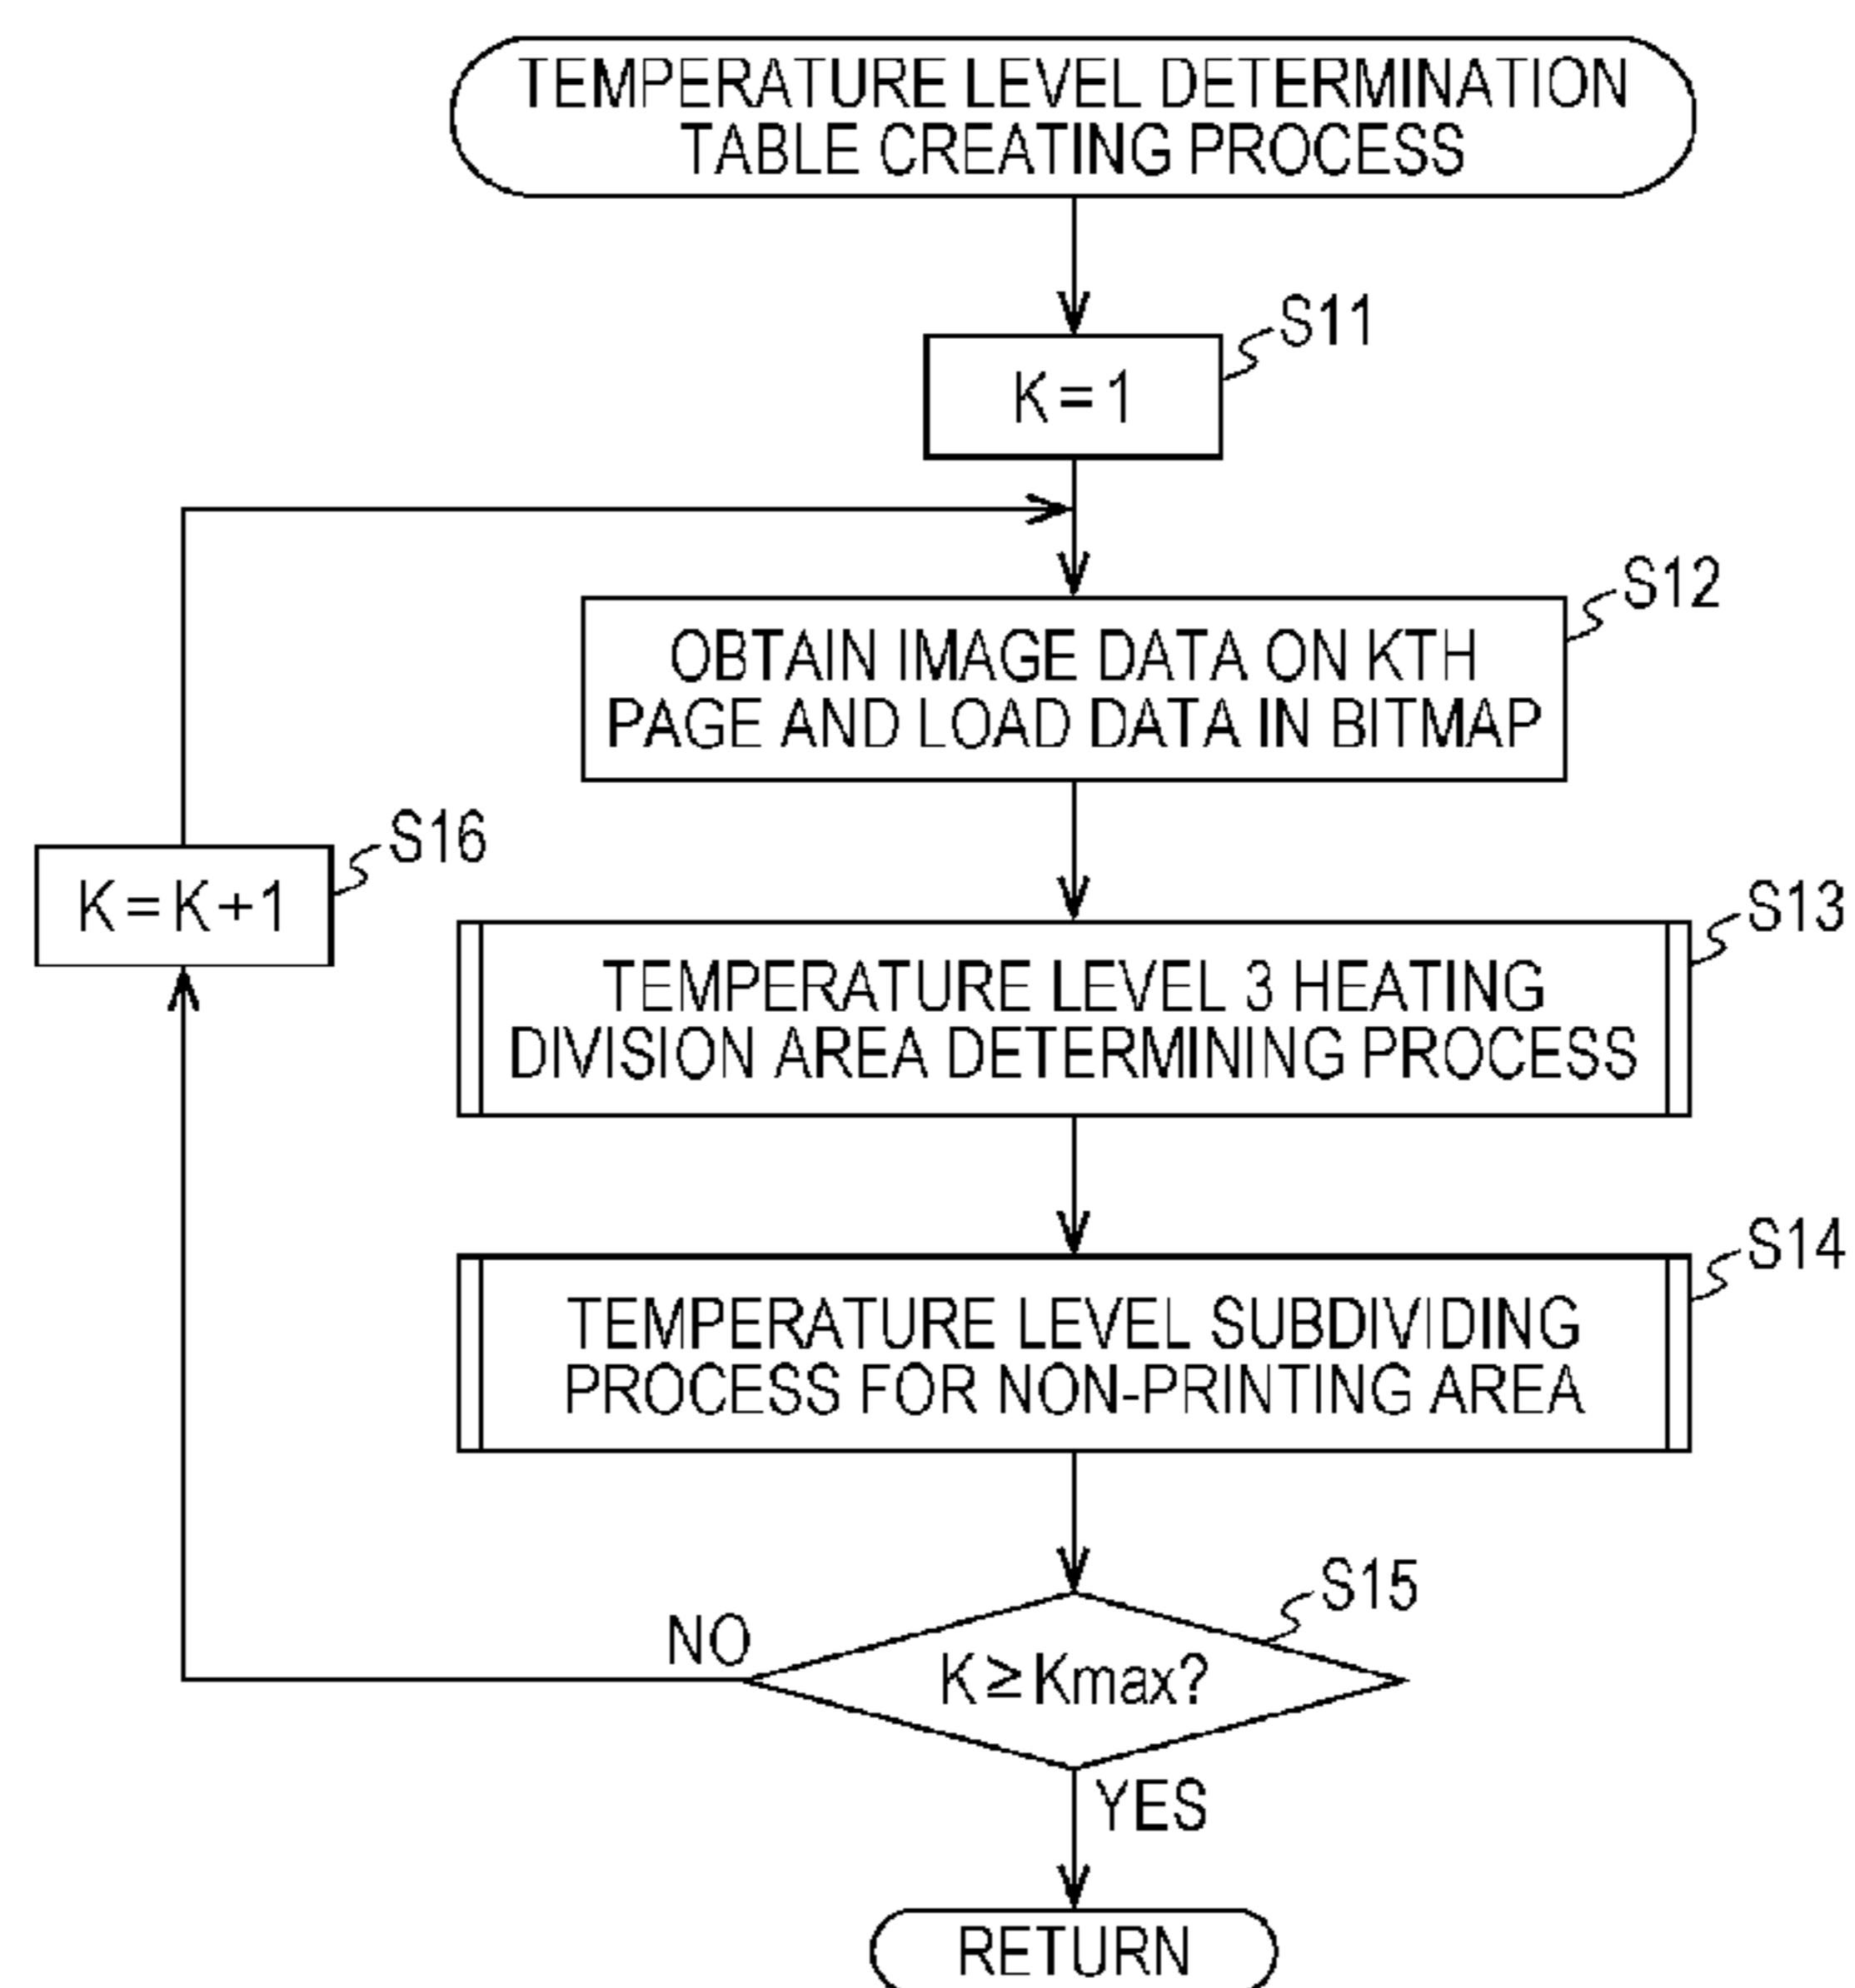 TEMPERATURE LEVEL DETERMINATION
TABLE CREATING PROCESS
S11
K=1
S12
OBTAIN IMAGE DATA ON KTH
PAGE AND LOAD DATA IN BITMAP
S16
K=K+1
S13
TEMPERATURE LEVEL 3 HEATING
DIVISION AREA DETERMINING PROCESS
S14
TEMPERATURE LEVEL SUBDIVIDING
PROCESS FOR NON-PRINTING AREA
S15
NO
K≥Kmax?
YES
RETURN